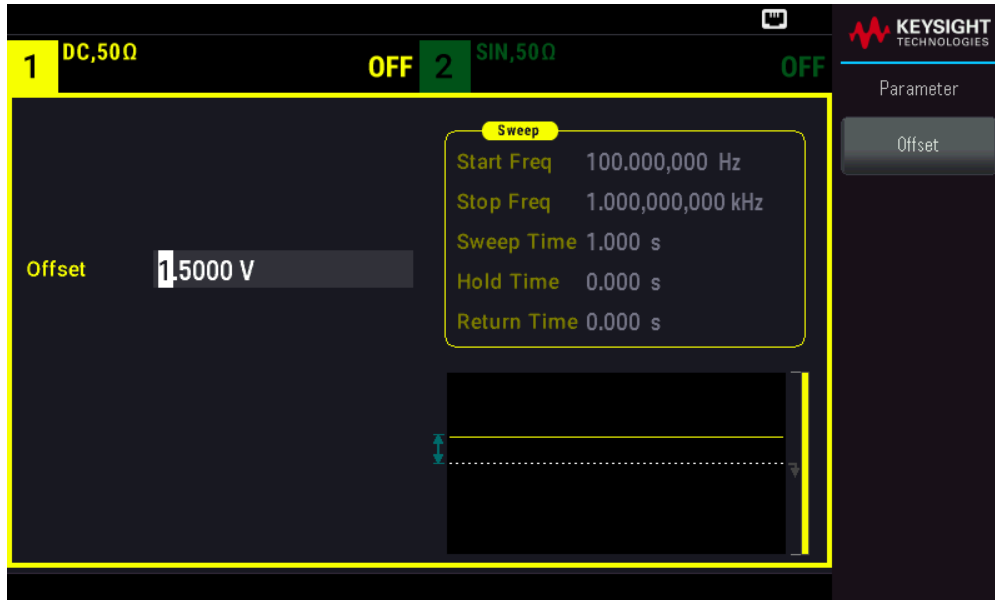 1 DC,50Ω OFF 2 SIN,50Ω OFF
KEYSIGHT
TECHNOLOGIES
Parameter
Offset
Sweep
Start Freq 100.000,000 Hz
Stop Freq 1.000,000,000 kHz
Sweep Time 1.000 s
Offset 1.5000 V
Hold Time 0.000 s
Return Time 0.000 s